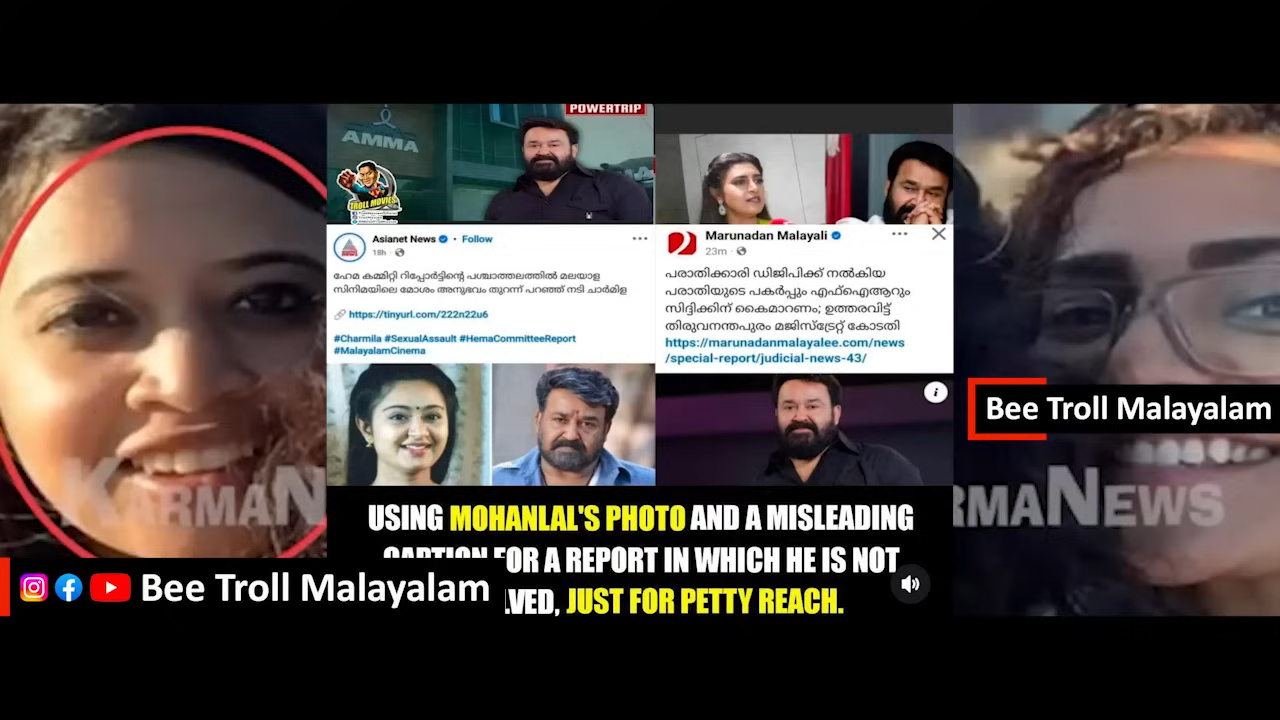 POWERTRIP
AMMA
TROLL MOVIES
Asianet News · Follow
18h ·
ഹേമ കമ്മിറ്റി റിപ്പോർട്ടിന്റെ പശ്ചാത്തലത്തിൽ മലയാള
സിനിമയിലെ മോശം അനുഭവം തുറന്ന് പറഞ്ഞ് നടി ചാർമിള
https://tinyurl.com/222n22u6
#Charmila #SexualAssault #HemaCommitteeReport
#MalayalamCinema
Marunadan Malayali
23m ·
പരാതിക്കാരി ഡിജിപിക്ക് നൽകിയ
പരാതിയുടെ പകർപ്പും എഫ്ഐആറും
സിദ്ദിക്കിന് കൈമാറണം; ഉത്തരവിട്ട്
തിരുവനന്തപുരം മജിസ്ട്രേറ്റ് കോടതി
https://marunadanmalayalee.com/news
/special-report/judicial-news-43/
Bee Troll Malayalam
KARMAN
ARMANEWS
USING MOHANLAL'S PHOTO AND A MISLEADING
CAPTION FOR A REPORT IN WHICH HE IS NOT
LVED, JUST FOR PETTY REACH.
Bee Troll Malayalam